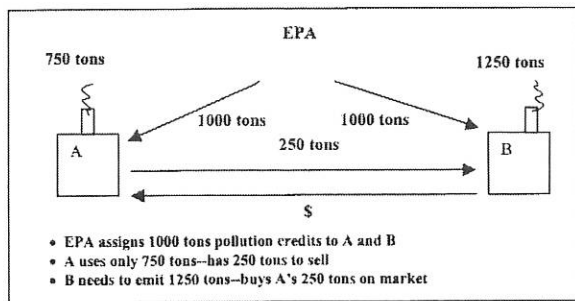 EPA
750 tons
1250 tons
1000 tons
1000 tons
A
250 tons
B
$
• EPA assigns 1000 tons pollution credits to A and B
• A uses only 750 tons--has 250 tons to sell
• B needs to emit 1250 tons--buys A's 250 tons on market